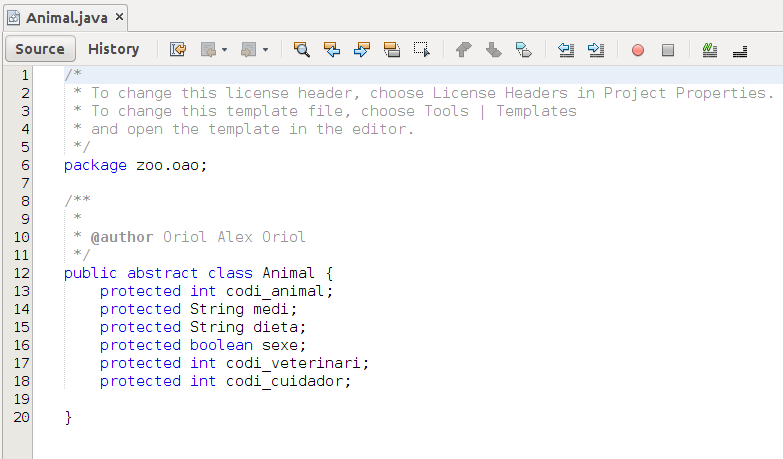 Animal.java ×
Source History
1 /*
2  * To change this license header, choose License Headers in Project Properties.
3  * To change this template file, choose Tools | Templates
4  * and open the template in the editor.
5  */
6 package zoo.oao;
7
8 /**
9  *
10  * @author Oriol Alex Oriol
11  */
12 public abstract class Animal {
13     protected int codi_animal;
14     protected String medi;
15     protected String dieta;
16     protected boolean sexe;
17     protected int codi_veterinari;
18     protected int codi_cuidador;
19
20 }